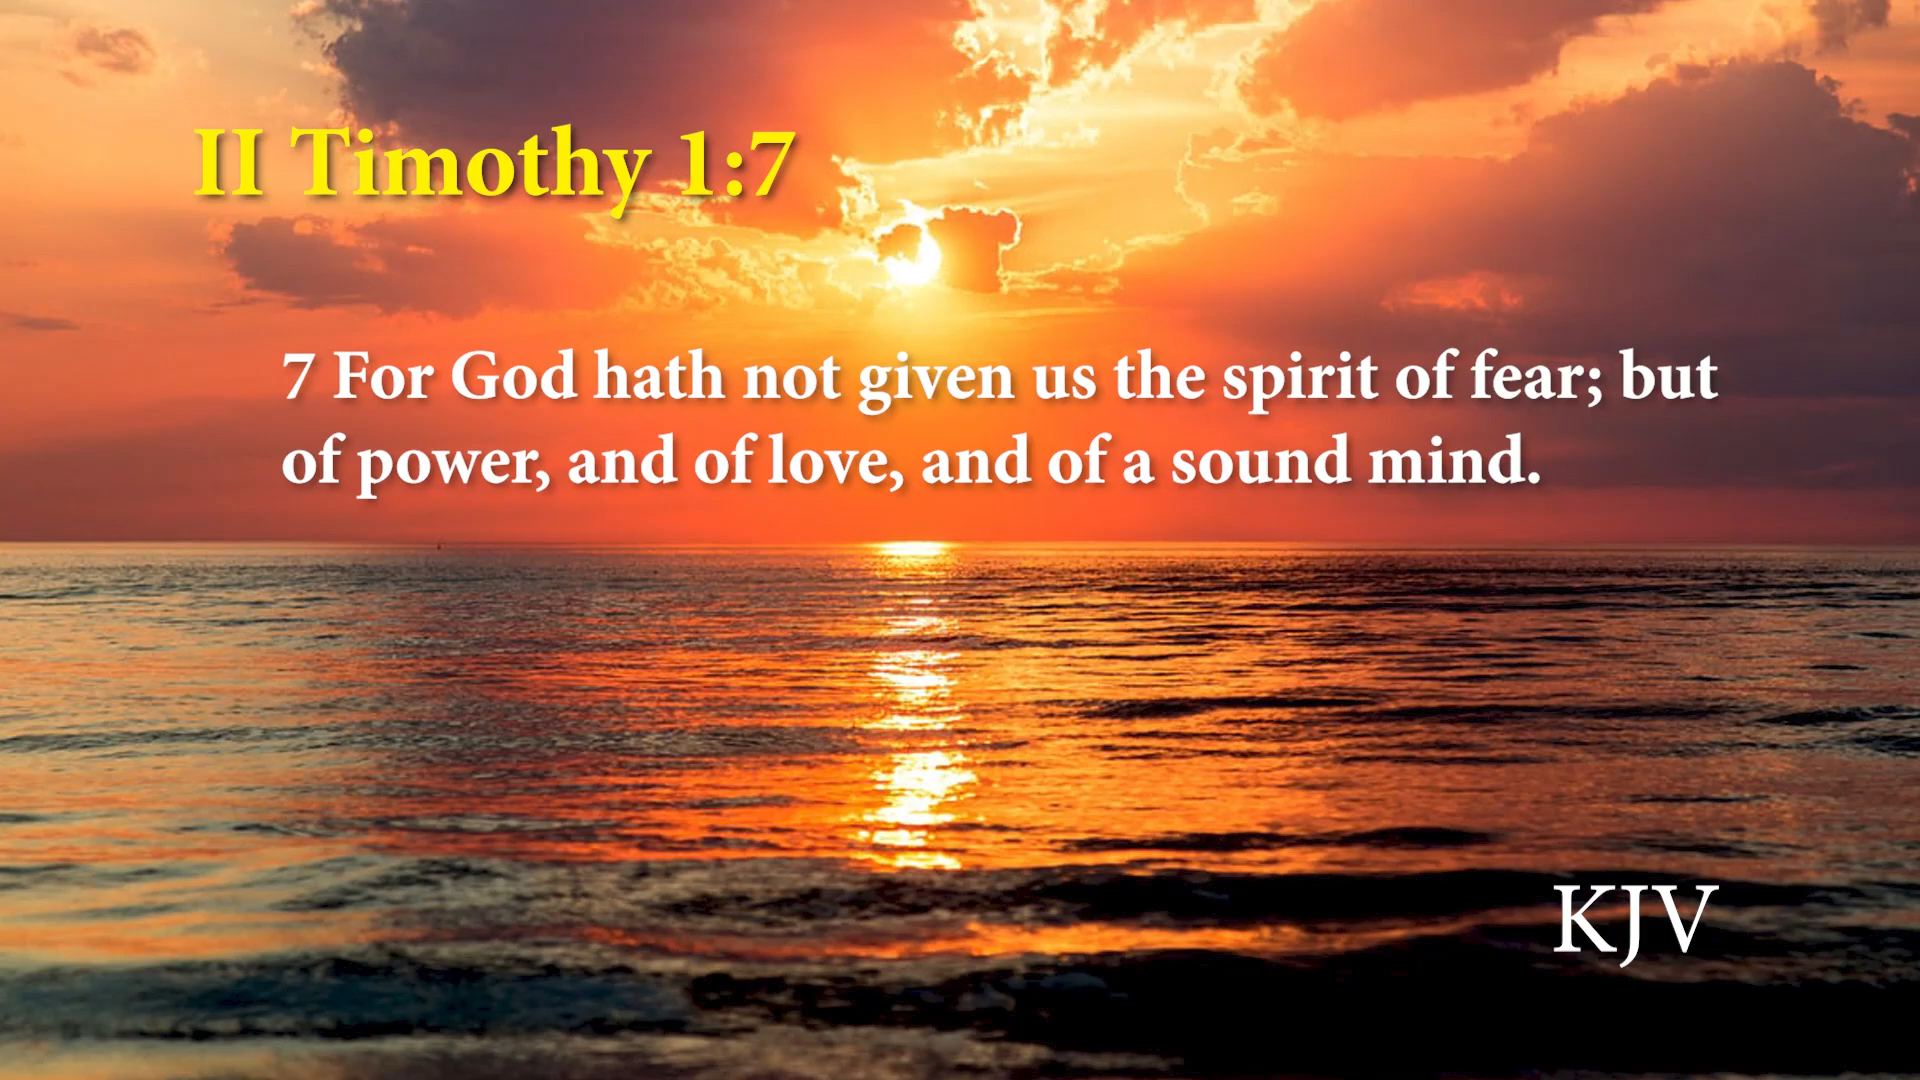 II Timothy 1:7
7 For God hath not given us the spirit of fear; but
of power, and of love, and of a sound mind.
KJV